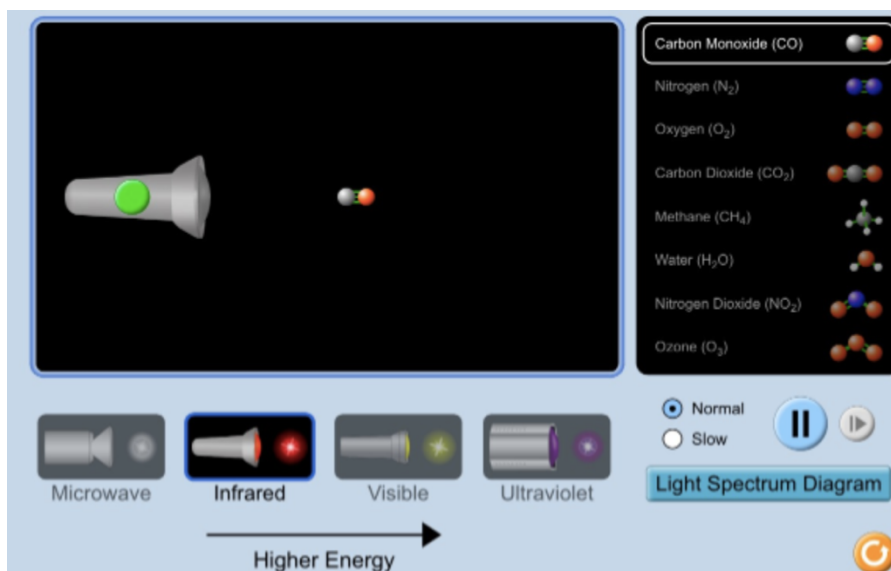 Carbon Monoxide (CO)
Nitrogen (N₂)
Oxygen (O₂)
Carbon Dioxide (CO₂)
Methane (CH₄)
Water (H₂O)
Nitrogen Dioxide (NO₂)
Ozone (O₃)
Normal
Slow
Microwave
Infrared
Visible
Ultraviolet
Light Spectrum Diagram
Higher Energy